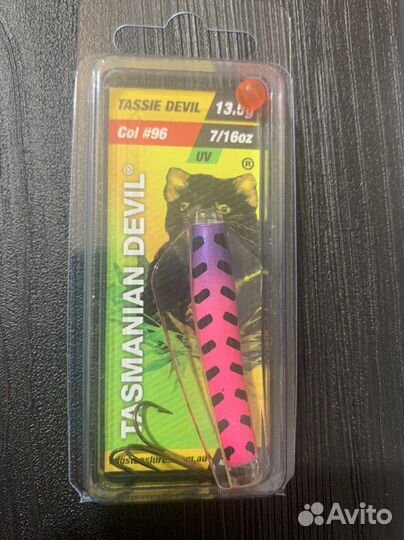 TASSIE DEVIL 13.5g
Col #96 7/16oz
UV
®
TASMANIAN DEVIL®
Avito